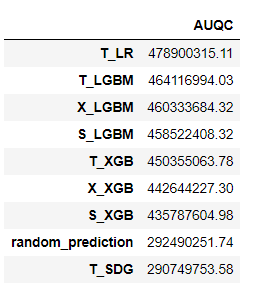 AUQC
T_LR 478900315.11
T_LGBM 464116994.03
X_LGBM 460333684.32
S_LGBM 458522408.32
T_XGB 450355063.78
X_XGB 442644227.30
S_XGB 435787604.98
random_prediction 292490251.74
T_SDG 290749753.58